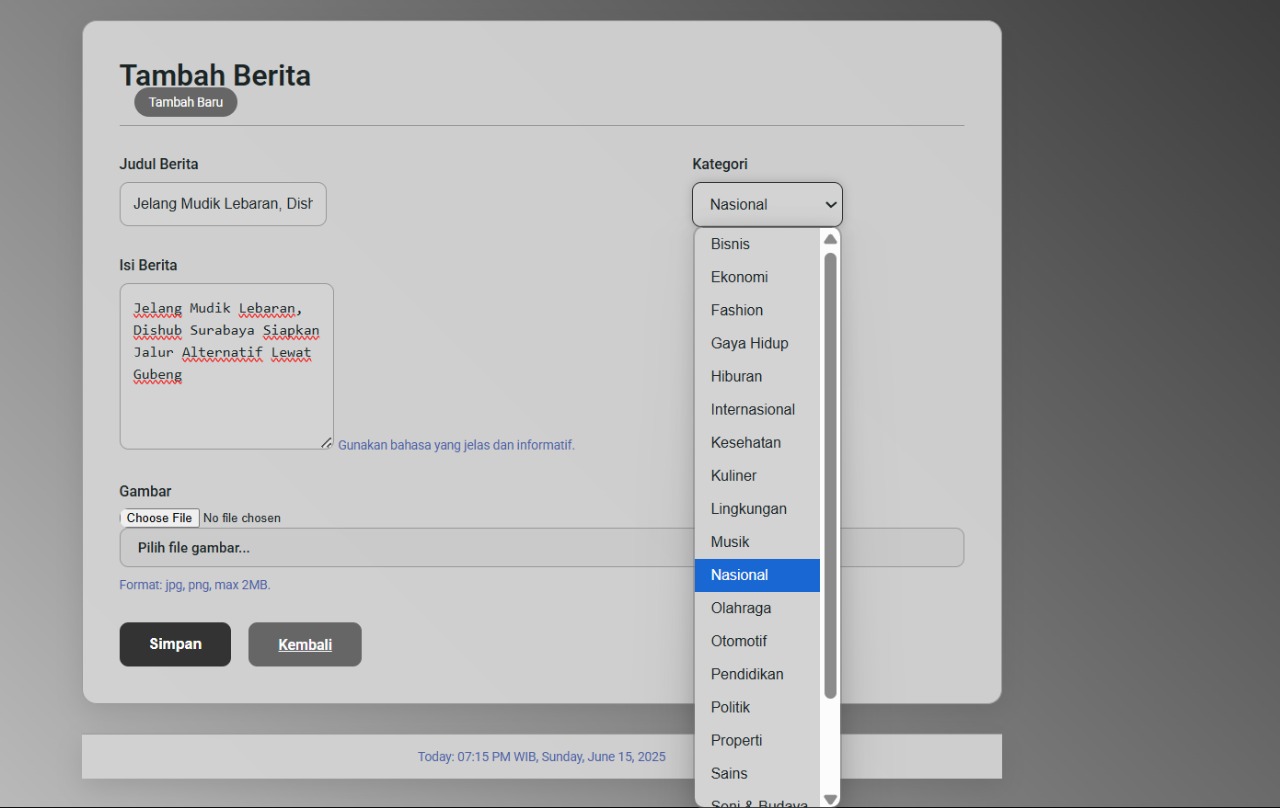 Tambah Berita
Tambah Baru
Judul Berita
Jelang Mudik Lebaran, Dish
Kategori
Nasional
Bisnis
Ekonomi
Fashion
Gaya Hidup
Hiburan
Internasional
Kesehatan
Kuliner
Lingkungan
Musik
Nasional
Olahraga
Otomotif
Pendidikan
Politik
Properti
Sains
Seni & Budaya
Isi Berita
Jelang Mudik Lebaran,
Dishub Surabaya Siapkan
Jalur Alternatif Lewat
Gubeng
Gunakan bahasa yang jelas dan informatif.
Gambar
Choose File No file chosen
Pilih file gambar...
Format: jpg, png, max 2MB.
Simpan
Kembali
Today: 07:15 PM WIB, Sunday, June 15, 2025